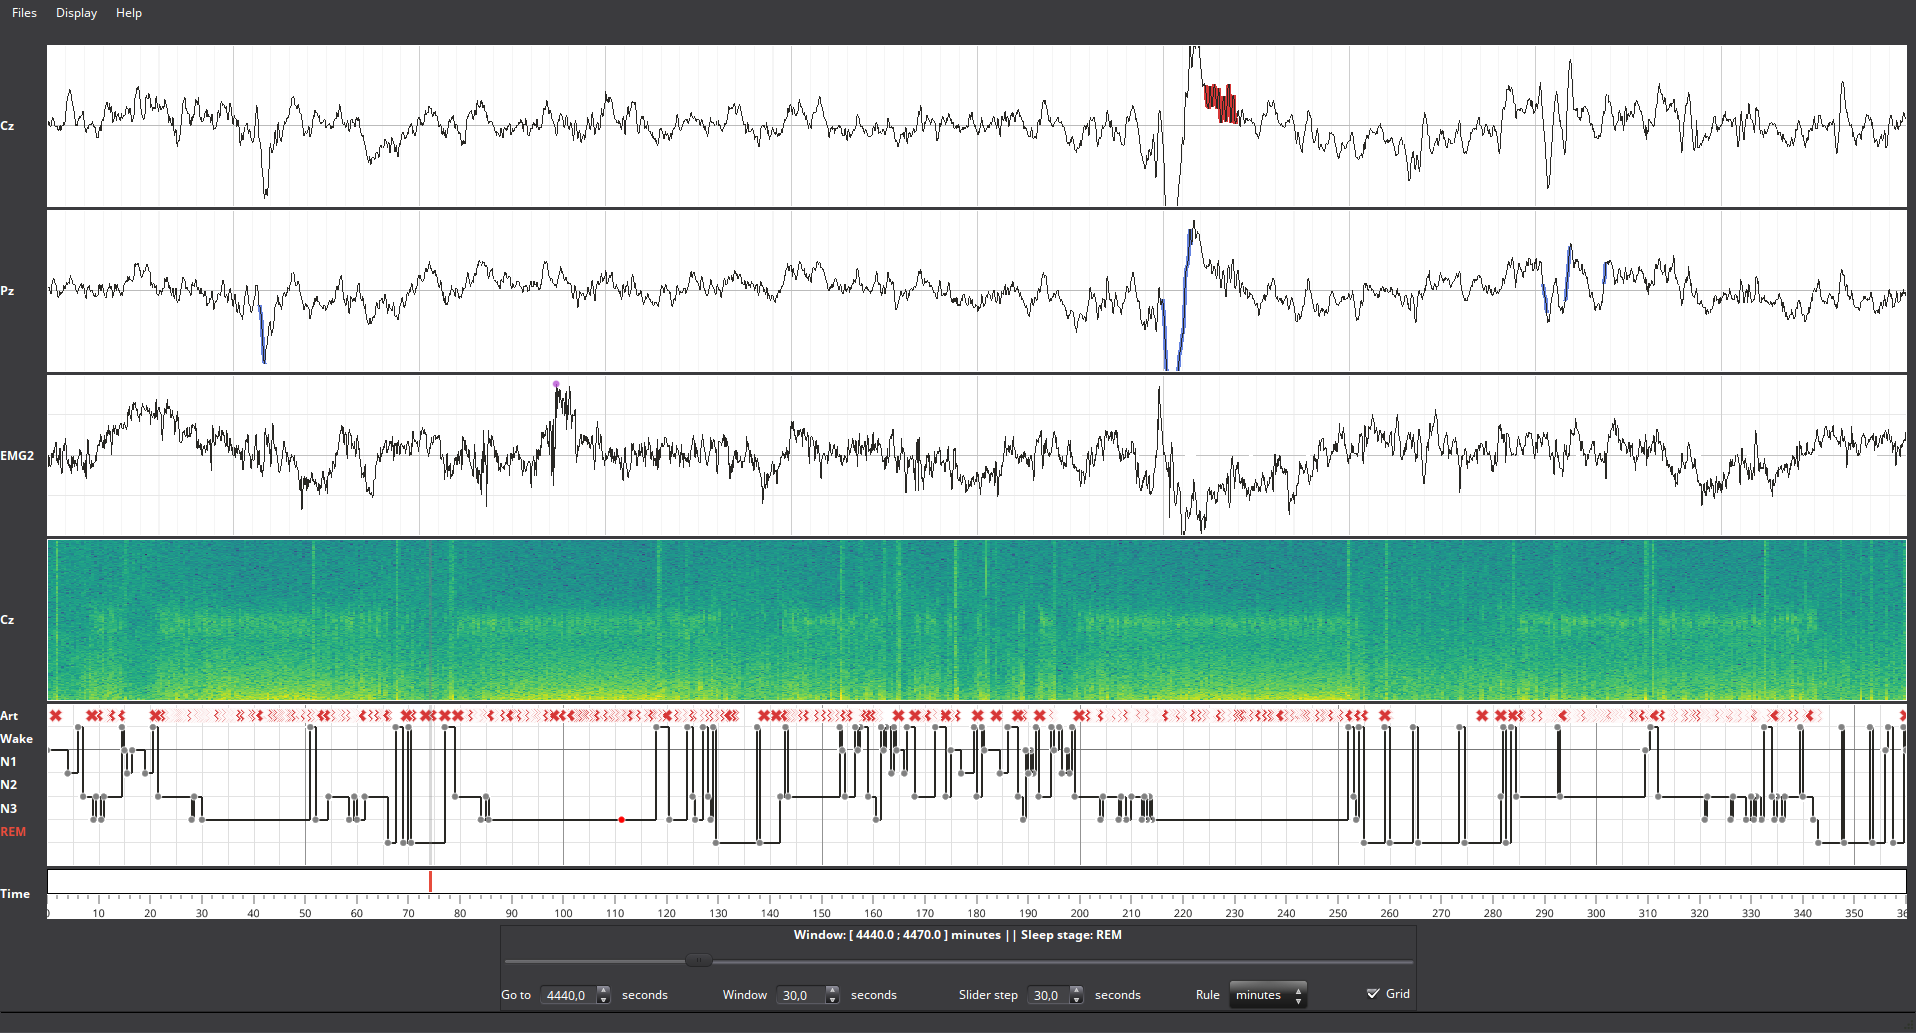 Files Display Help
Cz
Pz
EMG2
Cz
Art
Wake
N1
N2
N3
REM
Time
0 10 20 30 40 50 60 70 80 90 100 110 120 130 140 150 160 170 180 190 200 210 220 230 240 250 260 270 280 290 300 310 320 330 340 350 36
Window: [ 4440.0 ; 4470.0 ] minutes || Sleep stage: REM
Go to 4440,0 seconds Window 30,0 seconds Slider step 30,0 seconds Rule minutes Grid